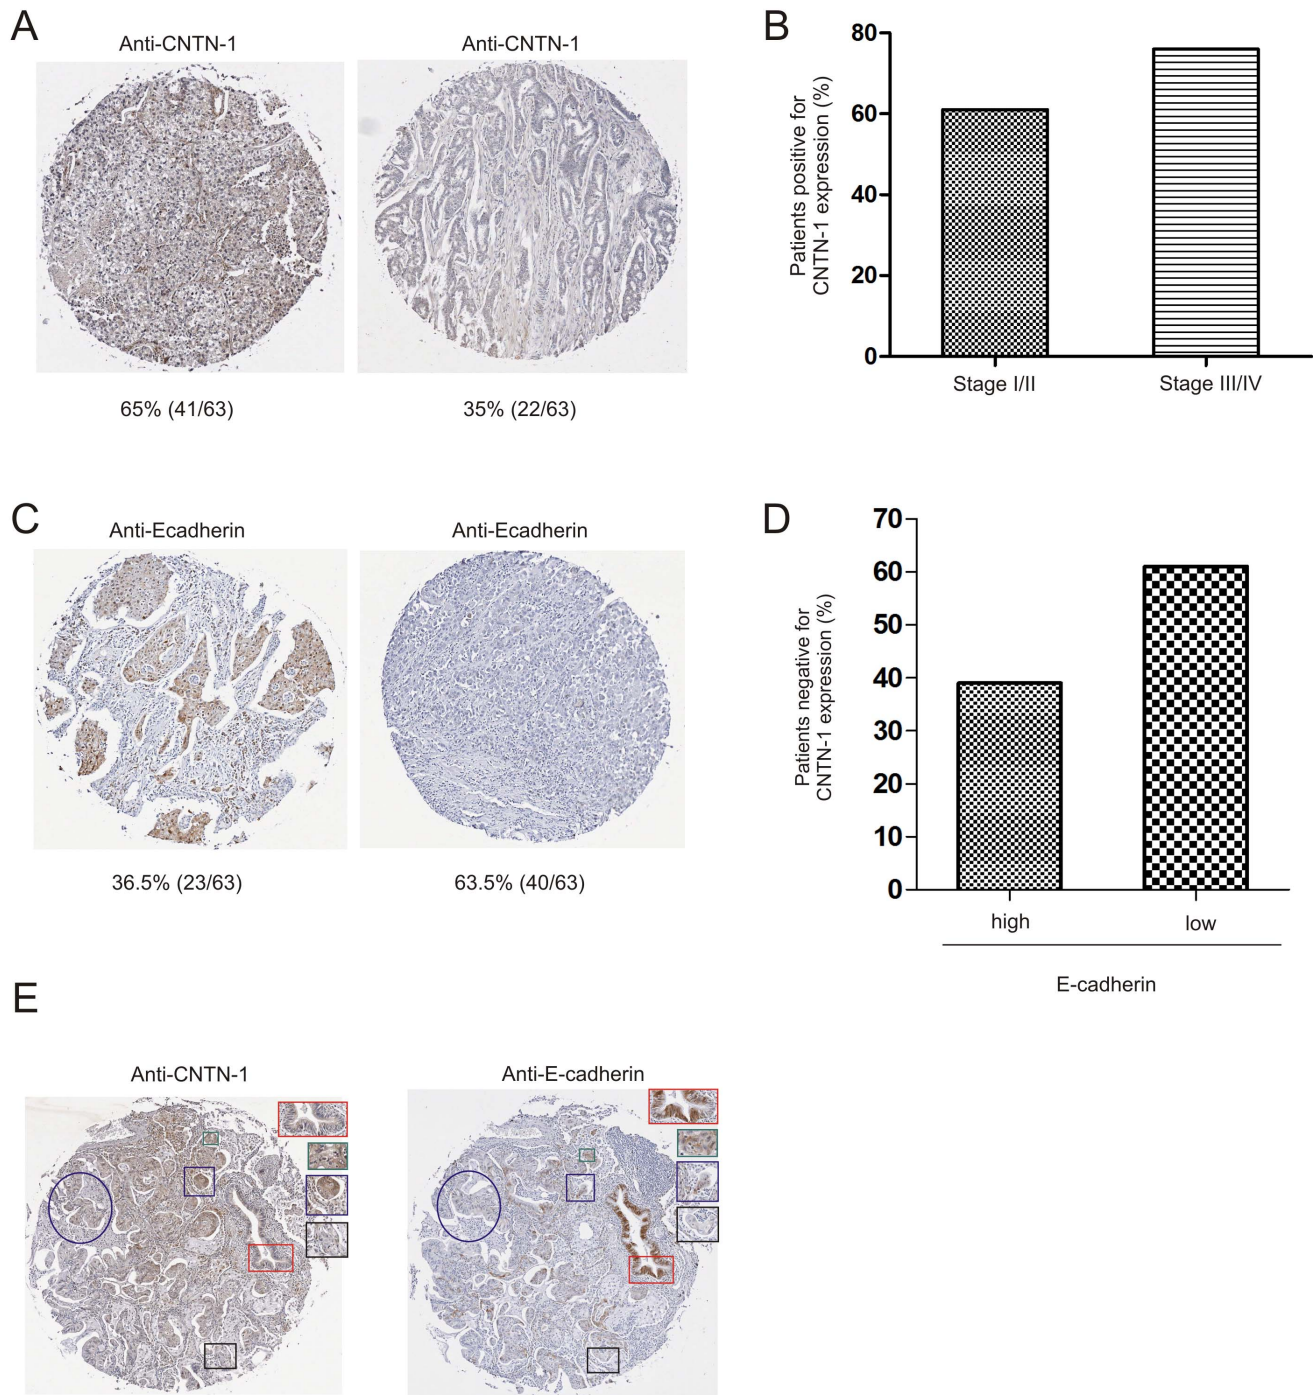 A
Anti-CNTN-1
Anti-CNTN-1
65% (41/63)
35% (22/63)
B
Patients positive for
CNTN-1 expression (%)
80
60
40
20
0
Stage I/II
Stage III/IV
C
Anti-Ecadherin
Anti-Ecadherin
36.5% (23/63)
63.5% (40/63)
D
Patients negative for
CNTN-1 expression (%)
70
60
50
40
30
20
10
0
high
low
E-cadherin
E
Anti-CNTN-1
Anti-E-cadherin